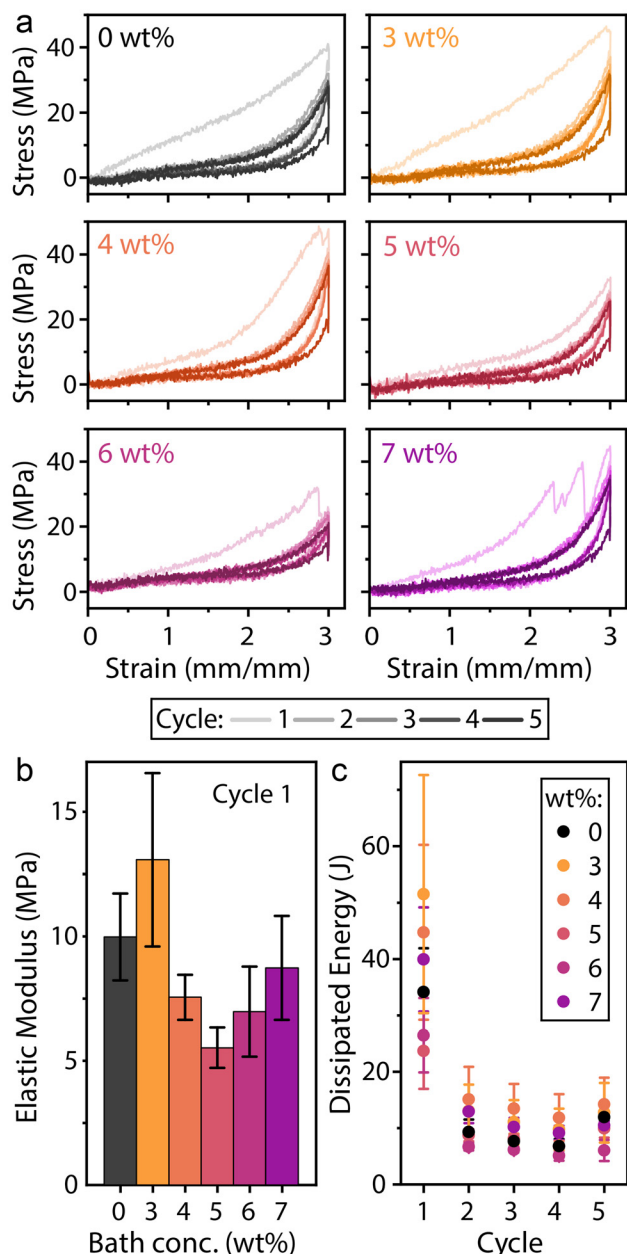 a
0 wt%
3 wt%
Stress (MPa)
40
20
0
4 wt%
5 wt%
Stress (MPa)
40
20
0
6 wt%
7 wt%
Stress (MPa)
40
20
0
0 1 2 3
0 1 2 3
Strain (mm/mm)
Strain (mm/mm)
Cycle: 1 2 3 4 5
b
Cycle 1
Elastic Modulus (MPa)
15
10
5
0
0 3 4 5 6 7
Bath conc. (wt%)
c
wt%:
0
3
4
5
6
7
Dissipated Energy (J)
60
40
20
0
1 2 3 4 5
Cycle